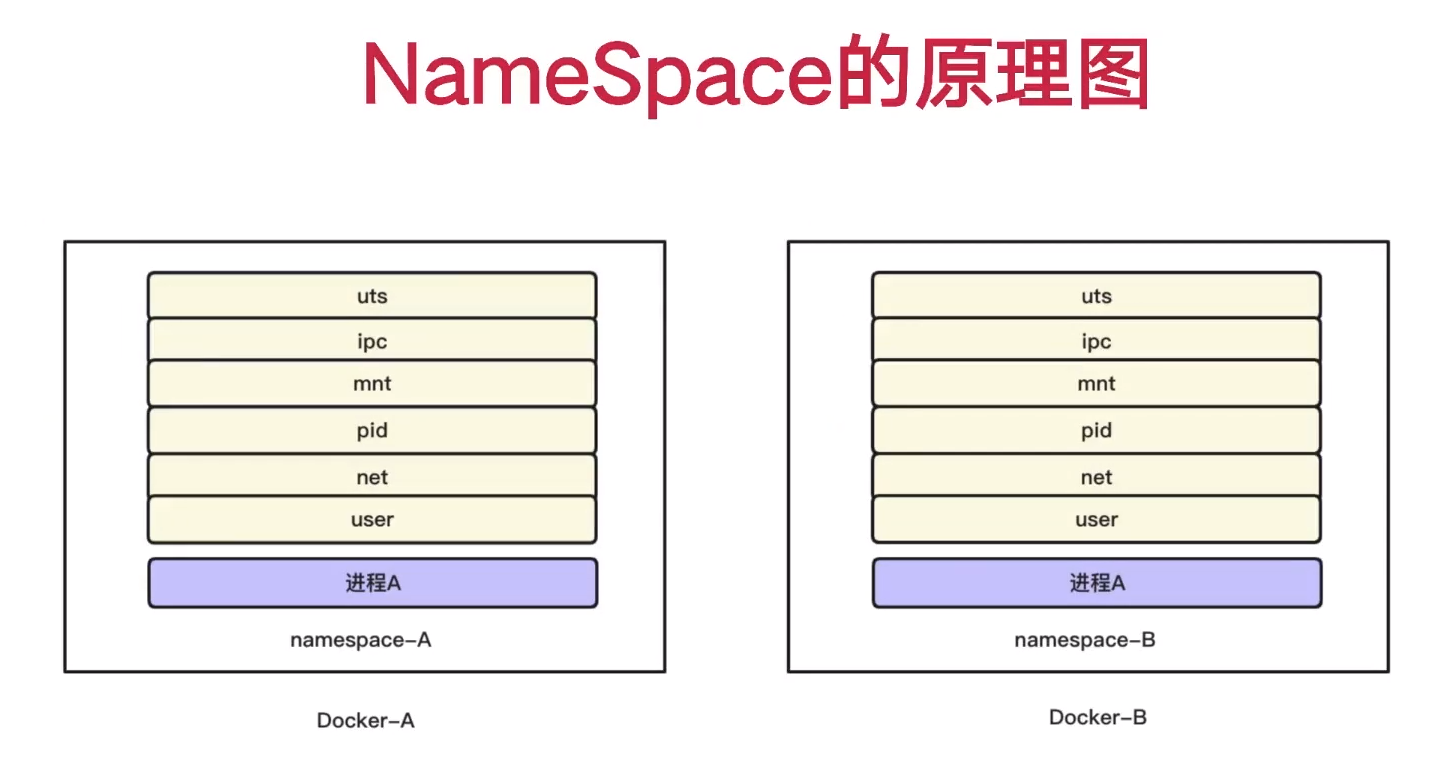 NameSpace的原理图
uts
ipc
mnt
pid
net
user
进程A
namespace-A
Docker-A
uts
ipc
mnt
pid
net
user
进程A
namespace-B
Docker-B